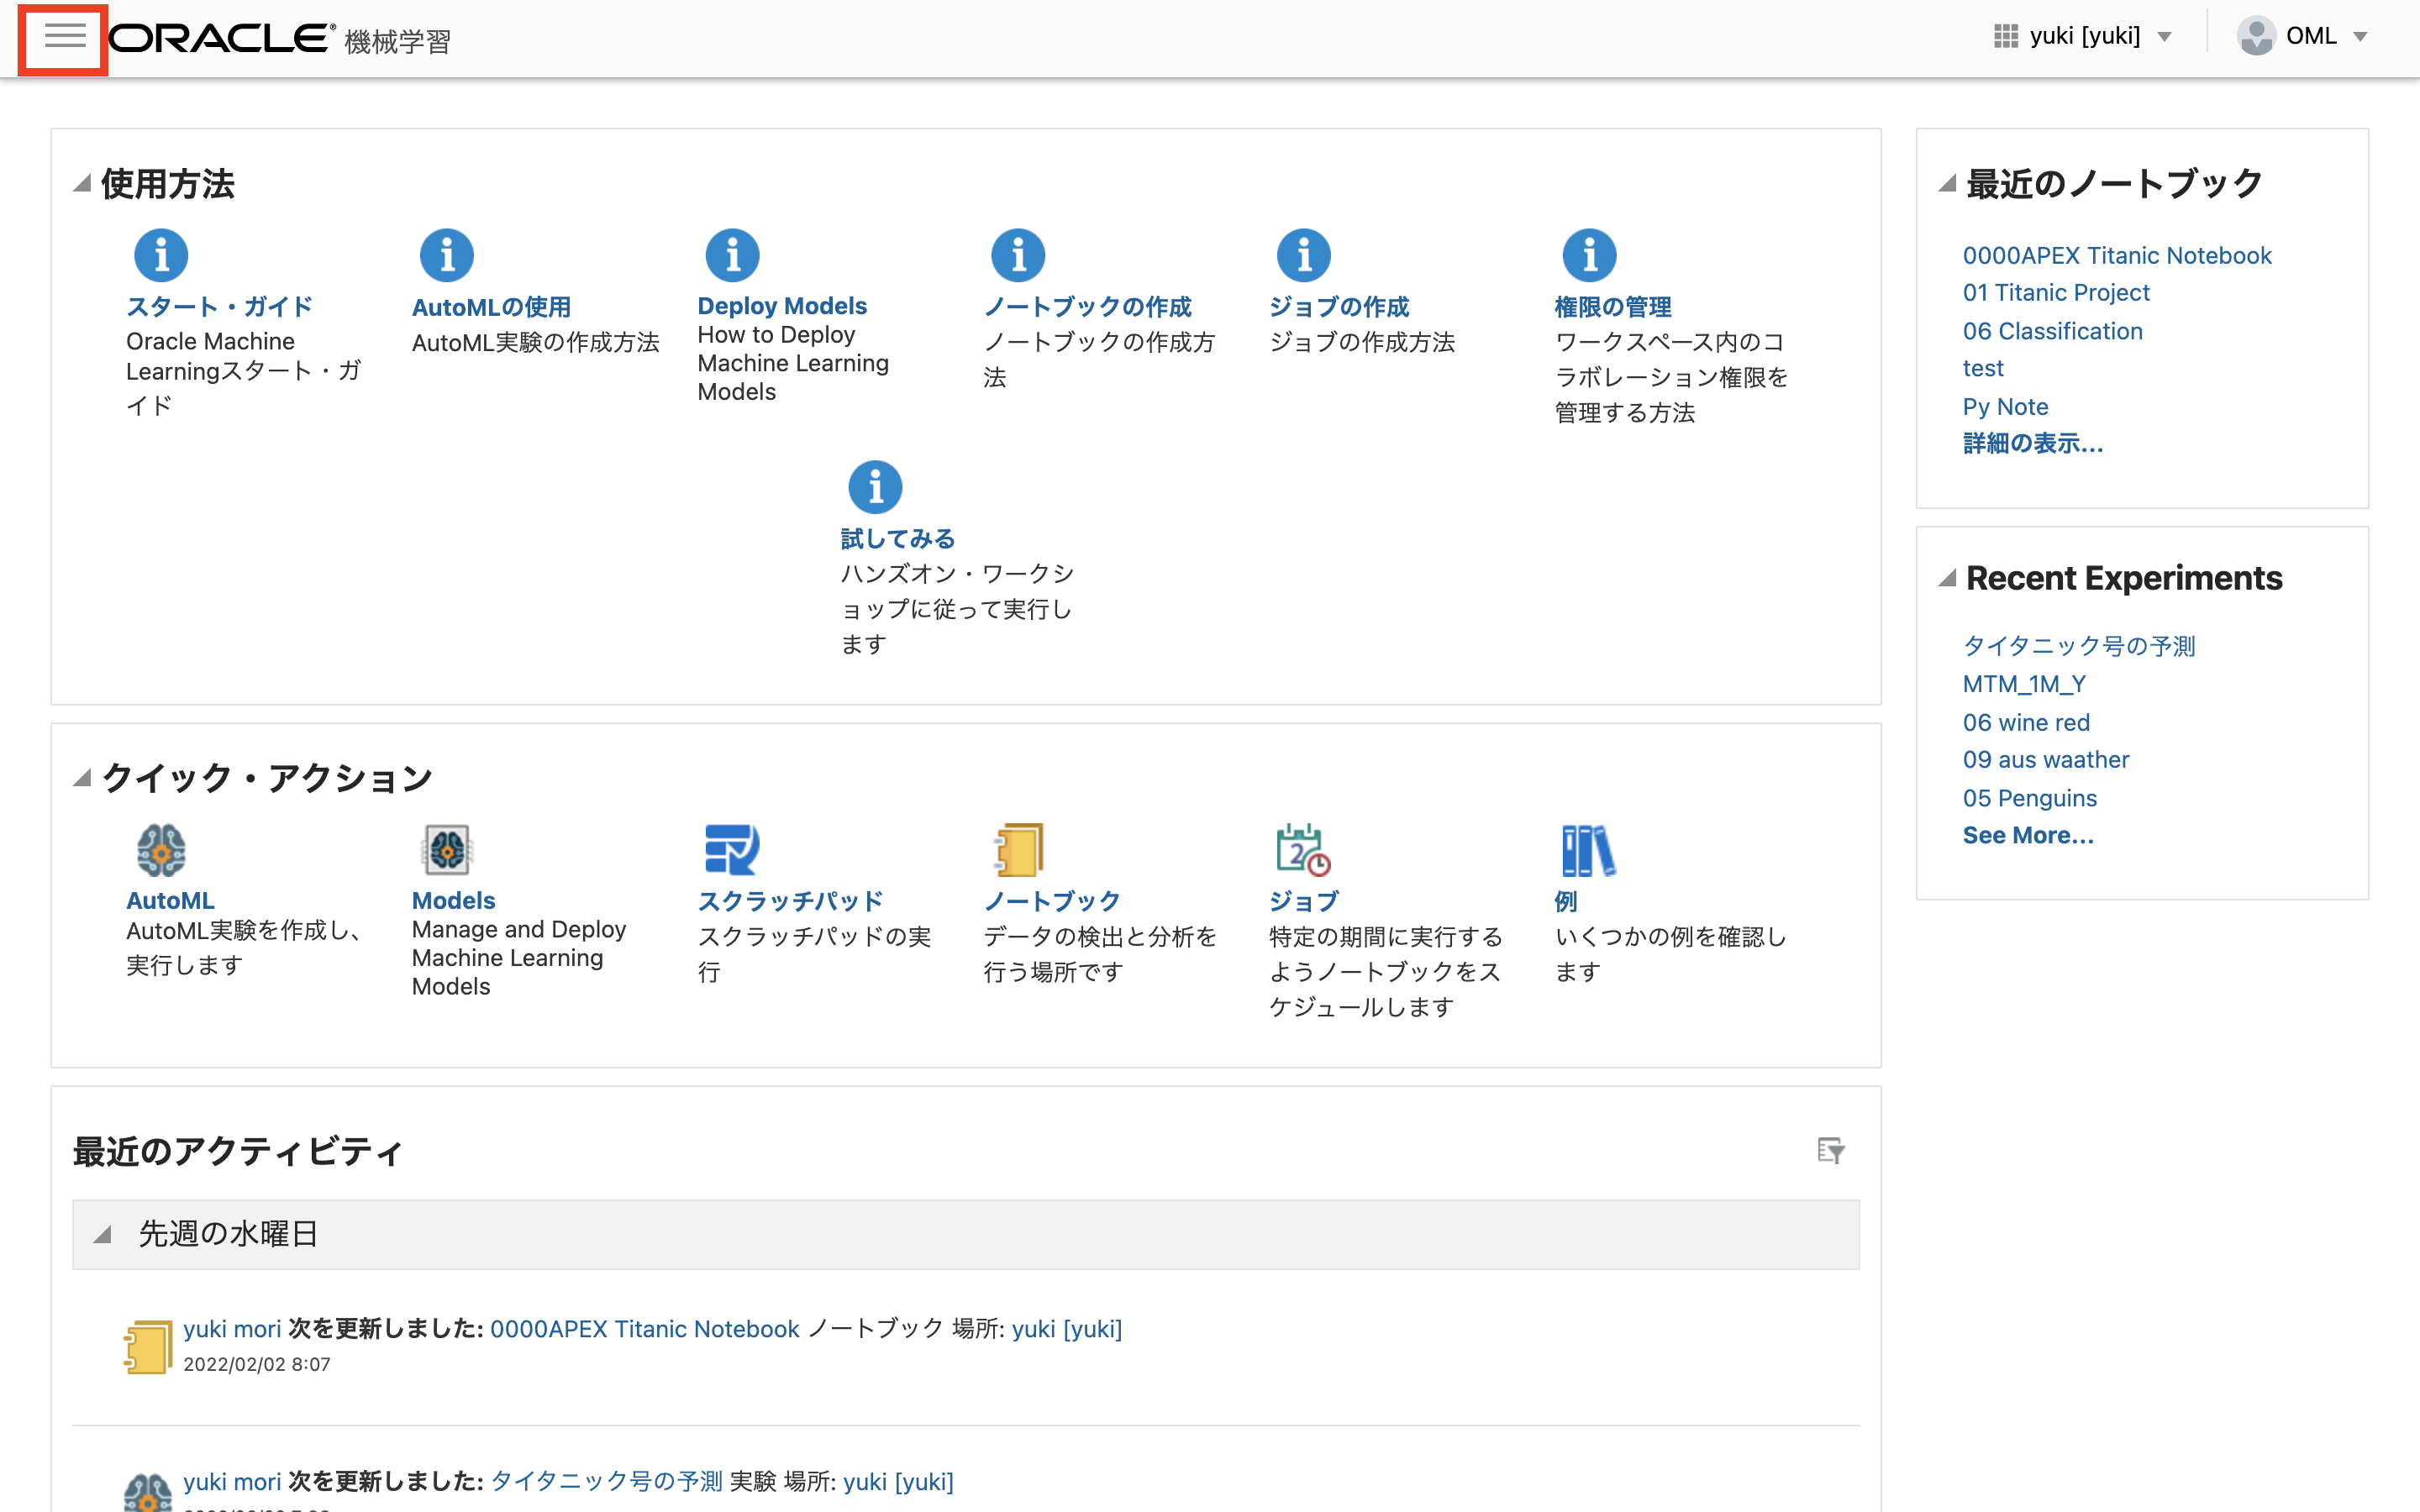 ORACLE® 機械学習
yuki [yuki]
OML
使用方法
スタート・ガイド
Oracle Machine
Learningスタート・ガ
イド
AutoMLの使用
AutoML実験の作成方法
Deploy Models
How to Deploy
Machine Learning
Models
ノートブックの作成
ノートブックの作成方
法
ジョブの作成
ジョブの作成方法
権限の管理
ワークスペース内のコ
ラボレーション権限を
管理する方法
試してみる
ハンズオン・ワークシ
ョップに従って実行し
ます
クイック・アクション
AutoML
AutoML実験を作成し、
実行します
Models
Manage and Deploy
Machine Learning
Models
スクラッチパッド
スクラッチパッドの実
行
ノートブック
データの検出と分析を
行う場所です
ジョブ
特定の期間に実行する
ようノートブックをス
ケジュールします
例
いくつかの例を確認し
ます
最近のアクティビティ
先週の水曜日
yuki mori 次を更新しました: 0000APEX Titanic Notebook ノートブック 場所: yuki [yuki]
2022/02/02 8:07
yuki mori 次を更新しました: タイタニック号の予測 実験 場所: yuki [yuki]
最近のノートブック
0000APEX Titanic Notebook
01 Titanic Project
06 Classification
test
Py Note
詳細の表示...
Recent Experiments
タイタニック号の予測
MTM_1M_Y
06 wine red
09 aus waather
05 Penguins
See More...